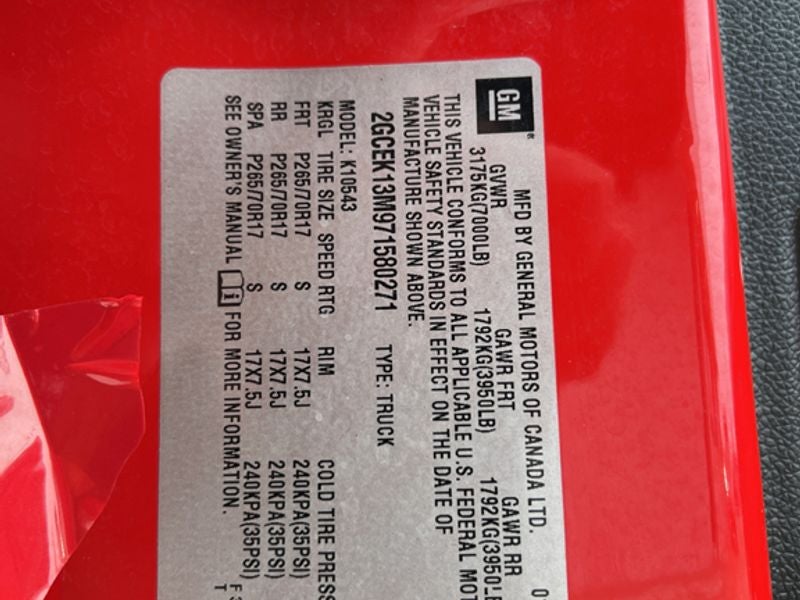 GM
MFD BY GENERAL MOTORS OF CANADA LTD. 0
GVWR GAWR FRT GAWR RR
3175KG(7000LB) 1792KG(3950LB) 1792KG(3950LB
THIS VEHICLE CONFORMS TO ALL APPLICABLE U.S. FEDERAL MOT
VEHICLE SAFETY STANDARDS IN EFFECT ON THE DATE OF
MANUFACTURE SHOWN ABOVE.
2GCEK13M971580271 TYPE: TRUCK
MODEL: K10543
KRGL TIRE SIZE SPEED RTG RIM COLD TIRE PRESS
FRT P265/70R17 S 17X7.5J 240KPA(35PSI)
RR P265/70R17 S 17X7.5J 240KPA(35PSI)
SPA P265/70R17 S 17X7.5J 240KPA(35PSI)
SEE OWNER'S MANUAL FOR MORE INFORMATION.